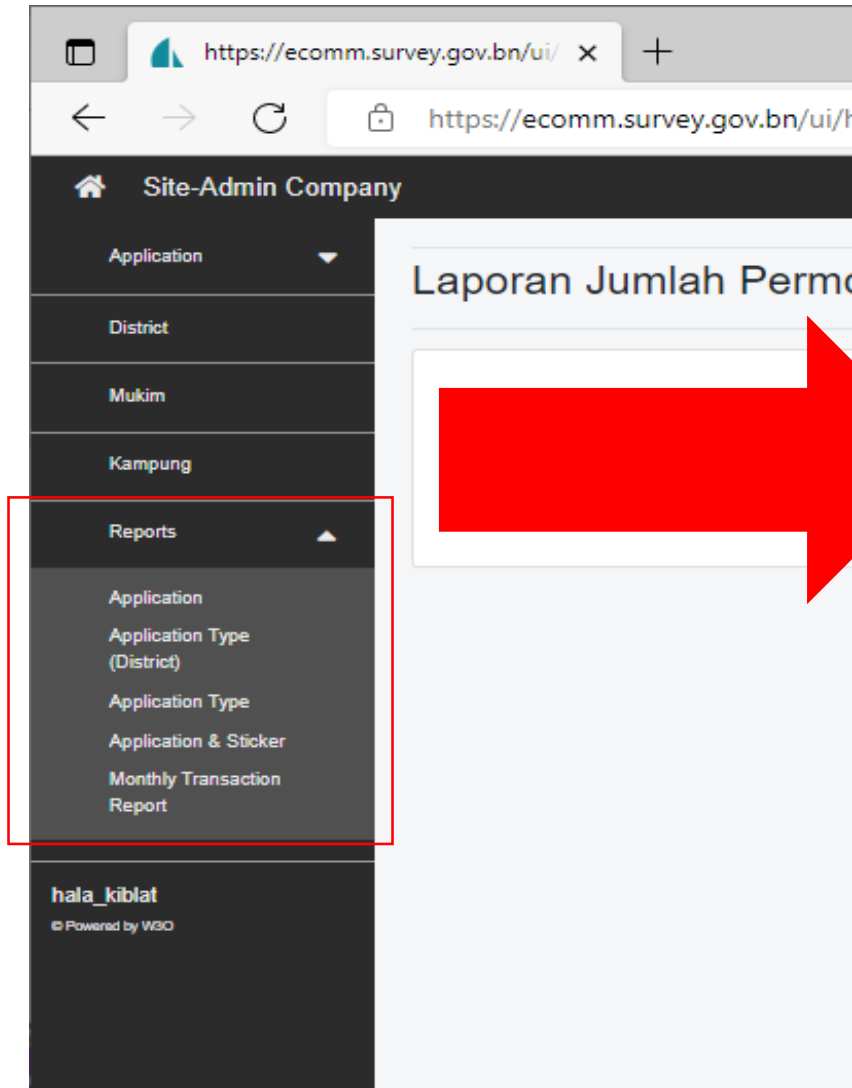 https://ecomm.survey.gov.bn/ui/
https://ecomm.survey.gov.bn/ui/
Site-Admin Company
Application
Laporan Jumlah
District
Mukim
Kampung
Reports
Application
Application Type
(District)
Application Type
Application & Sticker
Monthly Transaction
Report
hala_kiblat
© Powered by W3O